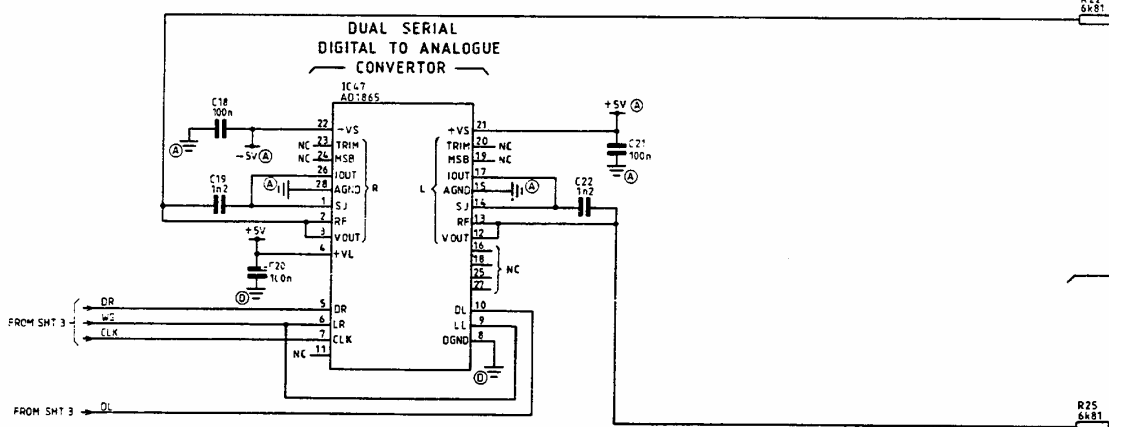 R22
6k81
DUAL SERIAL
DIGITAL TO ANALOGUE
CONVERTOR
IC47
AD1865
C18
100n
+5V Ⓐ
22 -VS
+VS 21
C21
100n
Ⓐ
-5V Ⓐ
NC 23 TRIM
TRIM 20 NC
NC 24 MSB
MSB 19 NC
Ⓐ
26 IOUT
IOUT 17
C19
1n2
Ⓐ
28 AGND
R
L
AGND 15
Ⓐ
C22
1n2
1 SJ
SJ 14
2 RF
RF 13
3 VOUT
VOUT 12
+5V
4 +VL
16
18
25
27
NC
C20
100n
Ⓓ
FROM SHT 3
DR
5 DR
DL 10
WS
6 LR
LL 9
CLK
7 CLK
DGND 8
NC 11
Ⓓ
FROM SHT 3
DL
R25
6k81